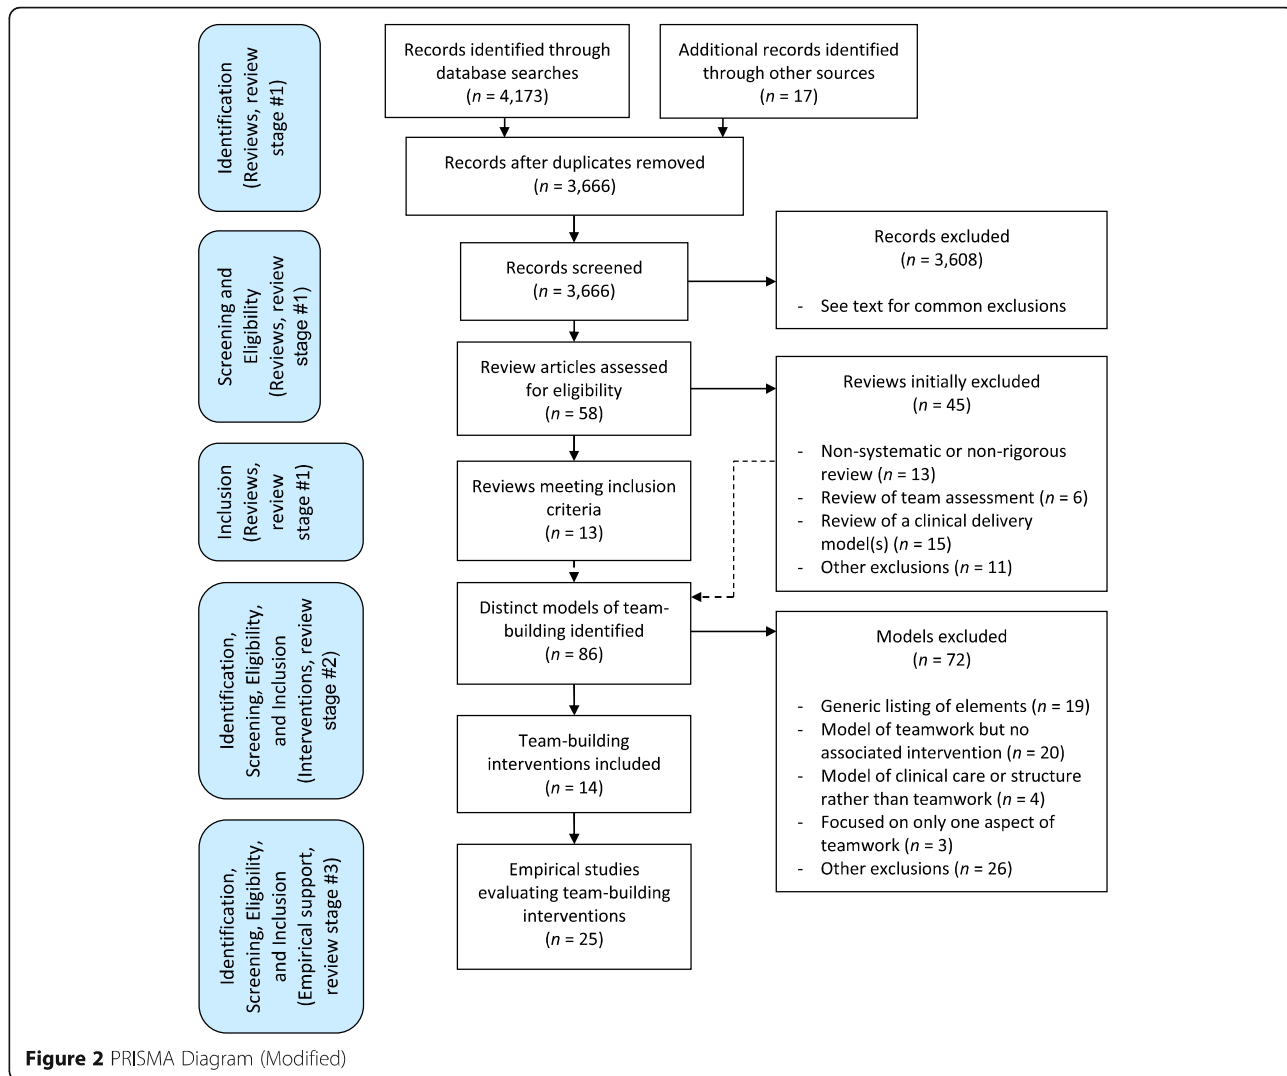 Identification
(Reviews, review
stage #1)
Records identified through
database searches
(n = 4,173)
Additional records identified
through other sources
(n = 17)
Records after duplicates removed
(n = 3,666)
Screening and
Eligibility
(Reviews, review
stage #1)
Records screened
(n = 3,666)
Records excluded
(n = 3,608)
- See text for common exclusions
Review articles assessed
for eligibility
(n = 58)
Reviews initially excluded
(n = 45)
- Non-systematic or non-rigorous
review (n = 13)
- Review of team assessment (n = 6)
- Review of a clinical delivery
model(s) (n = 15)
- Other exclusions (n = 11)
Inclusion
(Reviews,
review
stage #1)
Reviews meeting inclusion
criteria
(n = 13)
Identification,
Screening, Eligibility,
and Inclusion
(Interventions, review
stage #2)
Distinct models of team-
building identified
(n = 86)
Models excluded
(n = 72)
- Generic listing of elements (n = 19)
- Model of teamwork but no
associated intervention (n = 20)
- Model of clinical care or structure
rather than teamwork (n = 4)
- Focused on only one aspect of
teamwork (n = 3)
- Other exclusions (n = 26)
Team-building
interventions included
(n = 14)
Identification,
Screening, Eligibility,
and Inclusion
(Empirical support,
review stage #3)
Empirical studies
evaluating team-building
interventions
(n = 25)
Figure 2 PRISMA Diagram (Modified)